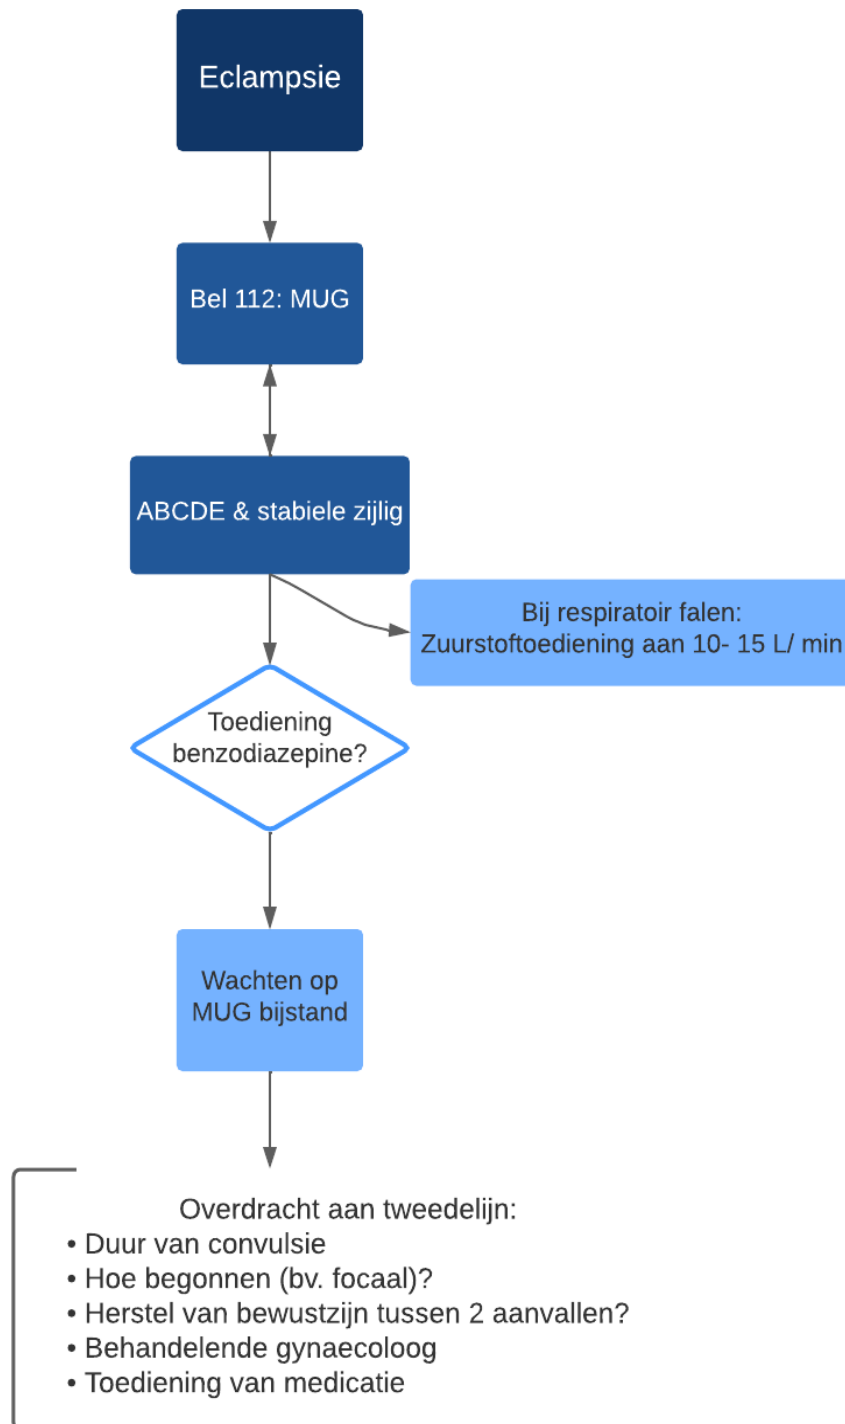 Eclampsie
Bel 112: MUG
ABCDE & stabiele zijlig
Bij respiratoir falen:
Zuurstoftoediening aan 10- 15 L/ min
Toediening
benzodiazepine?
Wachten op
MUG bijstand
Overdracht aan tweedelijn:
• Duur van convulsie
• Hoe begonnen (bv. focaal)?
• Herstel van bewustzijn tussen 2 aanvallen?
• Behandelende gynaecoloog
• Toediening van medicatie